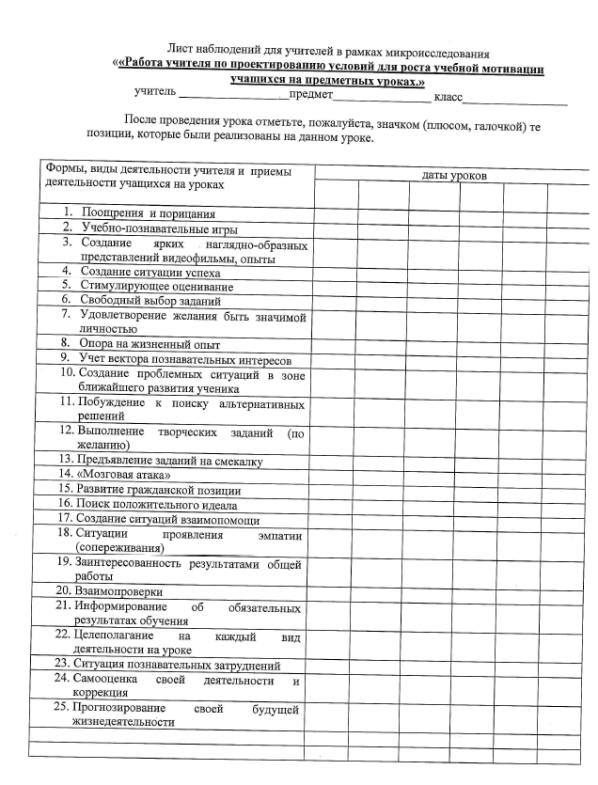 Лист наблюдений для учителей в рамках микроисследования
««Работа учителя по проектированию условий для роста учебной мотивации
учащихся на предметных уроках.»
учитель __________________предмет________________ класс_________________
После проведения урока отметьте, пожалуйста, значком (плюсом, галочкой) те
позиции, которые были реализованы на данном уроке.
Формы, виды деятельности учителя и приемы
деятельности учащихся на уроках
даты уроков
1. Поощрения и порицания
2. Учебно-познавательные игры
3. Создание ярких наглядно-образных
представлений видеофильмы, опыты
4. Создание ситуации успеха
5. Стимулирующее оценивание
6. Свободный выбор заданий
7. Удовлетворение желания быть значимой
личностью
8. Опора на жизненный опыт
9. Учет вектора познавательных интересов
10. Создание проблемных ситуаций в зоне
ближайшего развития ученика
11. Побуждение к поиску альтернативных
решений
12. Выполнение творческих заданий (по
желанию)
13. Предъявление заданий на смекалку
14. «Мозговая атака»
15. Развитие гражданской позиции
16. Поиск положительного идеала
17. Создание ситуаций взаимопомощи
18. Ситуации проявления эмпатии
(сопереживания)
19. Заинтересованность результатами общей
работы
20. Взаимопроверки
21. Информирование об обязательных
результатах обучения
22. Целеполагание на каждый вид
деятельности на уроке
23. Ситуация познавательных затруднений
24. Самооценка своей деятельности и
коррекция
25. Прогнозирование своей будущей
жизнедеятельности